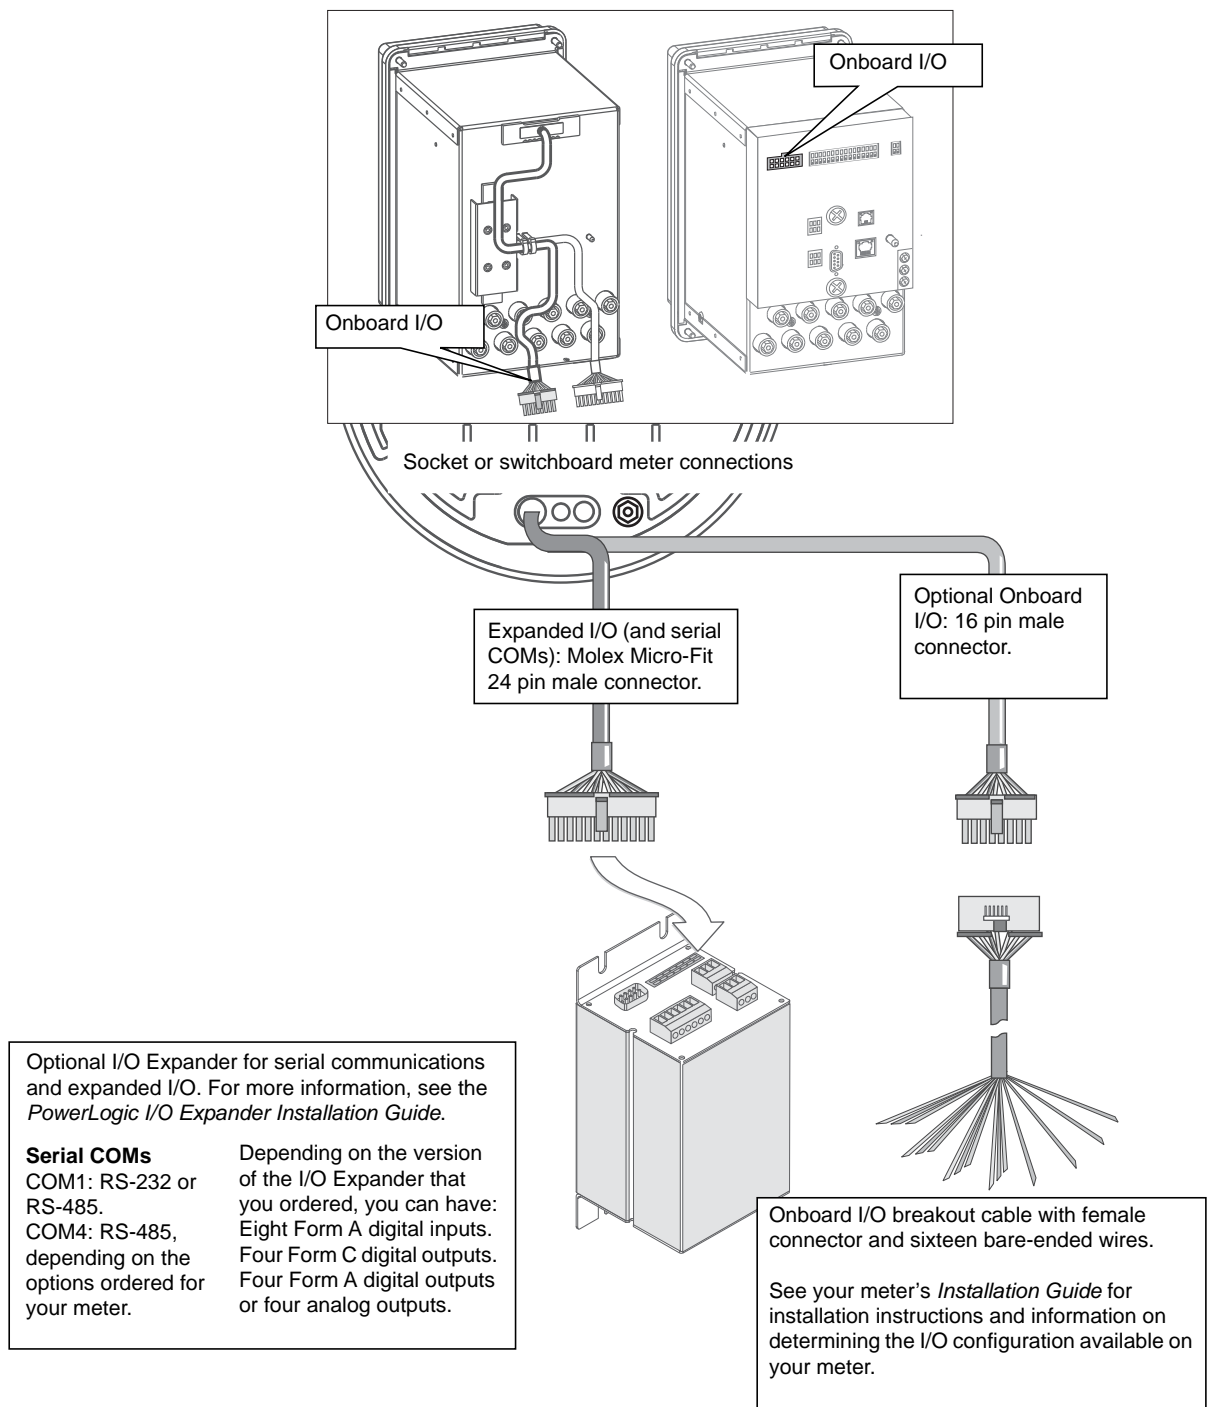 Onboard I/O
Onboard I/O
Socket or switchboard meter connections
Expanded I/O (and serial
COMs): Molex Micro-Fit
24 pin male connector.
Optional Onboard
I/O: 16 pin male
connector.
Optional I/O Expander for serial communications
and expanded I/O. For more information, see the
PowerLogic I/O Expander Installation Guide.
Serial COMs
COM1: RS-232 or
RS-485.
COM4: RS-485,
depending on the
options ordered for
your meter.
Depending on the version
of the I/O Expander that
you ordered, you can have:
Eight Form A digital inputs.
Four Form C digital outputs.
Four Form A digital outputs
or four analog outputs.
Onboard I/O breakout cable with female
connector and sixteen bare-ended wires.
See your meter’s Installation Guide for
installation instructions and information on
determining the I/O configuration available on
your meter.